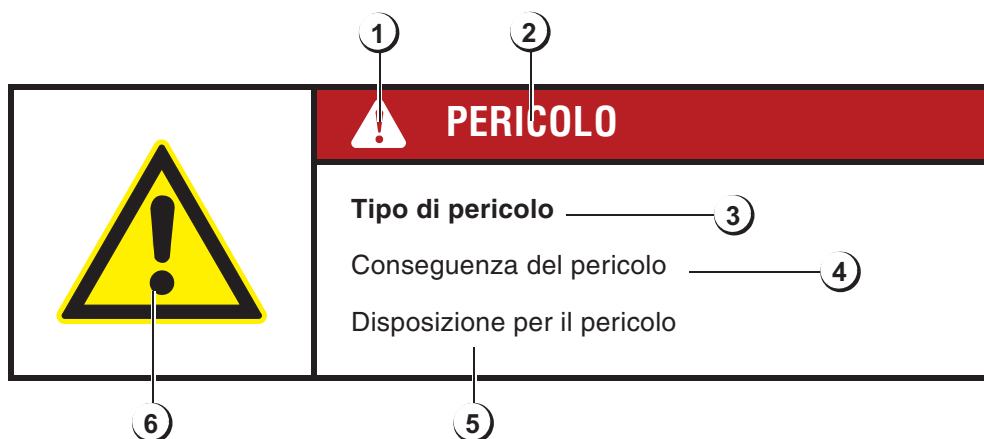 1 2
PERICOLO
Tipo di pericolo 3
Conseguenza del pericolo 4
Disposizione per il pericolo
6 5